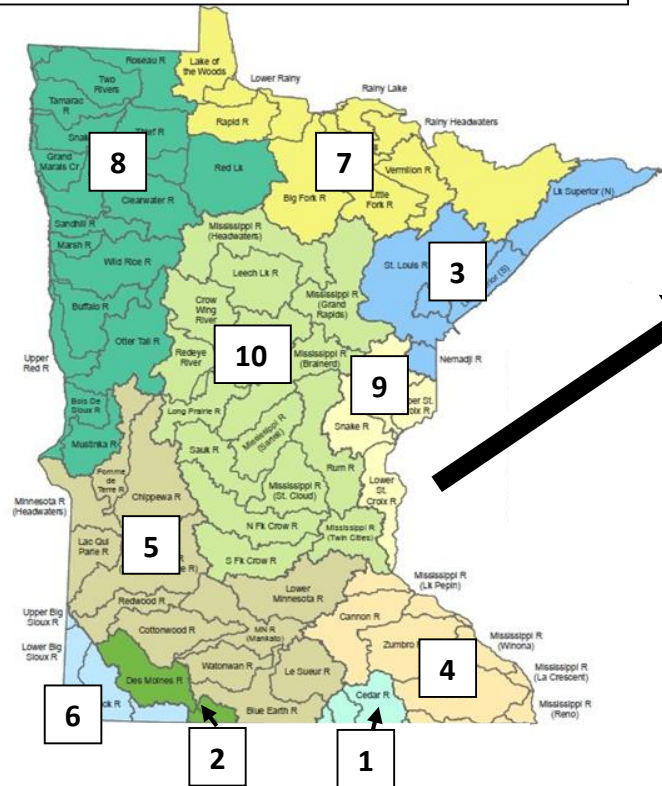 Roseau R
Lake of
the Woods
Two
Rivers
Lower Rainy
Rainy Lake
Tamarac
R
Rapid R
Rainy Headwaters
Snak
Thief R
8
7
Grand
Marais Cr
Red Lk
Vermilion R
Big Fork R
Little
Fork R
Clearwater R
Lk Superior (N)
Sandhill R
Mississippi R
(Headwaters)
Marsh R
Wild Rice R
Leech Lk R
St. Louis R
3
Mississippi R
(Grand
Rapids)
Buffalo R
Crow
Wing
River
Otter Tail R
Upper
Red R
Redeye
River
10
Mississippi R
(Brainerd
Nemadji R
9
Bois De
Sioux R
Long Prairie R
Mississippi R
(Sartell)
Snake R
Mustinka R
Sauk R
Pomme
de
Terre R
Rum R
Minnesota R
(Headwaters)
Chippewa R
Mississippi R
(St. Cloud)
Lower
St.
Croix R
5
Lac Qui
Parle R
N Fk Crow R
Mississippi R
(Twin Cities)
S Fk Crow R
Mississippi R
(Lk Pepin)
Redwood R
Lower
Minnesota R
Upper Big
Sioux R
Cannon R
Cottonwood R
MN R
(Mankato)
Mississippi R
(Winona)
Lower Big
Sioux R
Zumbro
4
Watonwan R
Le Sueur R
Mississippi R
(La Crescent)
Des Moines R
6
Cedar R
Mississippi R
(Reno)
Blue Earth R
2
1